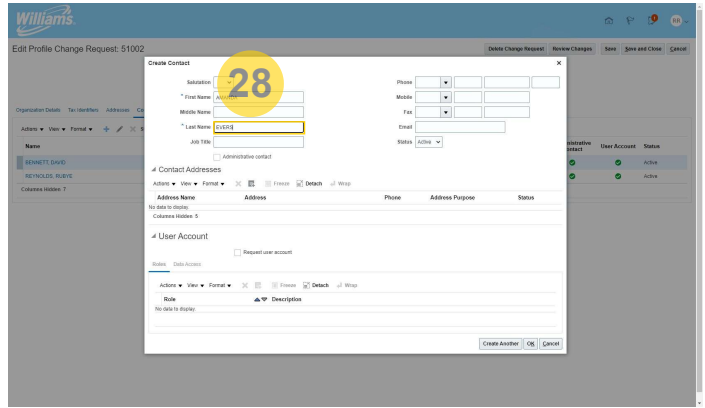 Williams
RR
Edit Profile Change Request: 51002
Delete Change Request Review Changes Save Save and Close Cancel
Create Contact
28
Salutation
Phone
* First Name AMANDA
Mobile
Middle Name
Fax
Organization Details Tax Identifiers Addresses Co
* Last Name EVERS
Email
Actions View Format
Job Title
Status Active
Administrative contact
Name
User Account Status
BENNETT, DAVID
Active
REYNOLDS, RUBYE
Active
Columns Hidden 7
Contact Addresses
Actions View Format Freeze Detach Wrap
Address Name Address Phone Address Purpose Status
No data to display.
Columns Hidden 5
User Account
Request user account
Roles Data Access
Actions View Format Freeze Detach Wrap
Role Description
No data to display.
Create Another OK Cancel